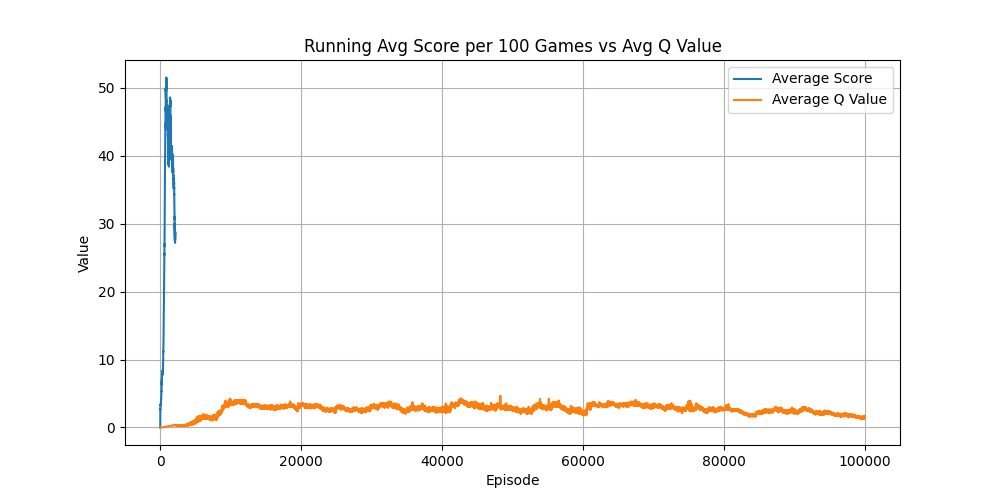 Running Avg Score per 100 Games vs Avg Q Value
Average Score
Average Q Value
50
40
30
20
10
0
Value
0 20000 40000 60000 80000 100000
Episode